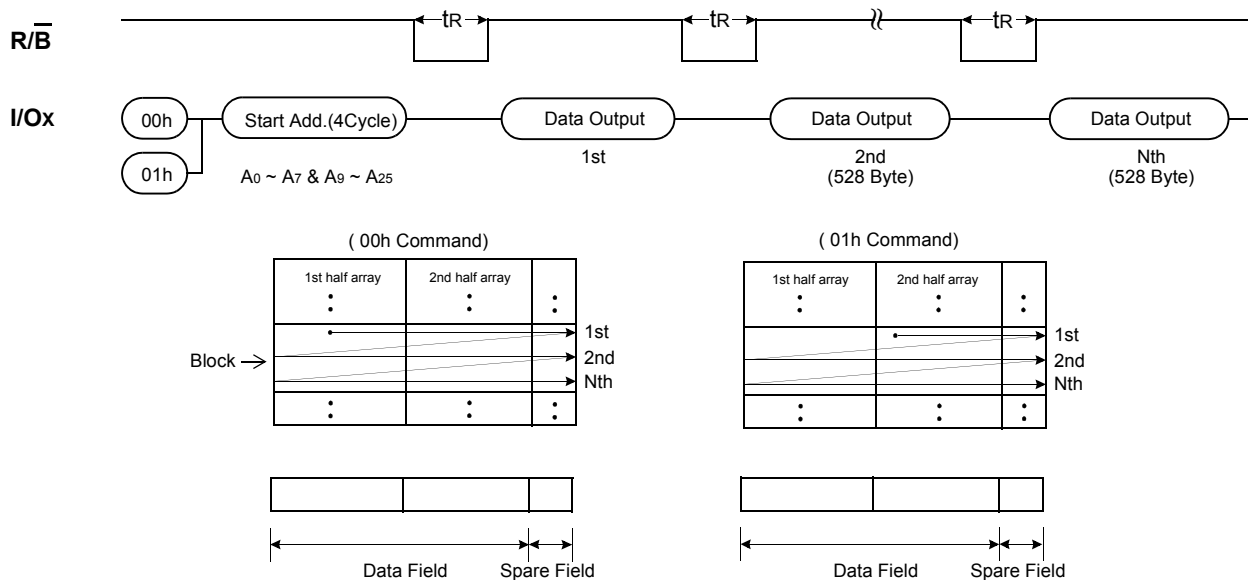 tR tR tR
R/B
I/Ox
00h Start Add.(4Cycle) Data Output Data Output Data Output
01h A0 ~ A7 & A9 ~ A25 1st 2nd Nth
(528 Byte) (528 Byte)
( 00h Command)
1st half array 2nd half array
1st
Block 2nd
Nth
Data Field Spare Field
( 01h Command)
1st half array 2nd half array
1st
2nd
Nth
Data Field Spare Field